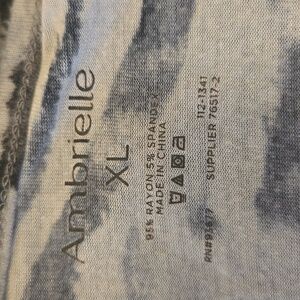 Ambrielle
XL
95% RAYON 5% SPANDEX
MADE IN CHINA
112-1341
SUPPLIER 76517-2